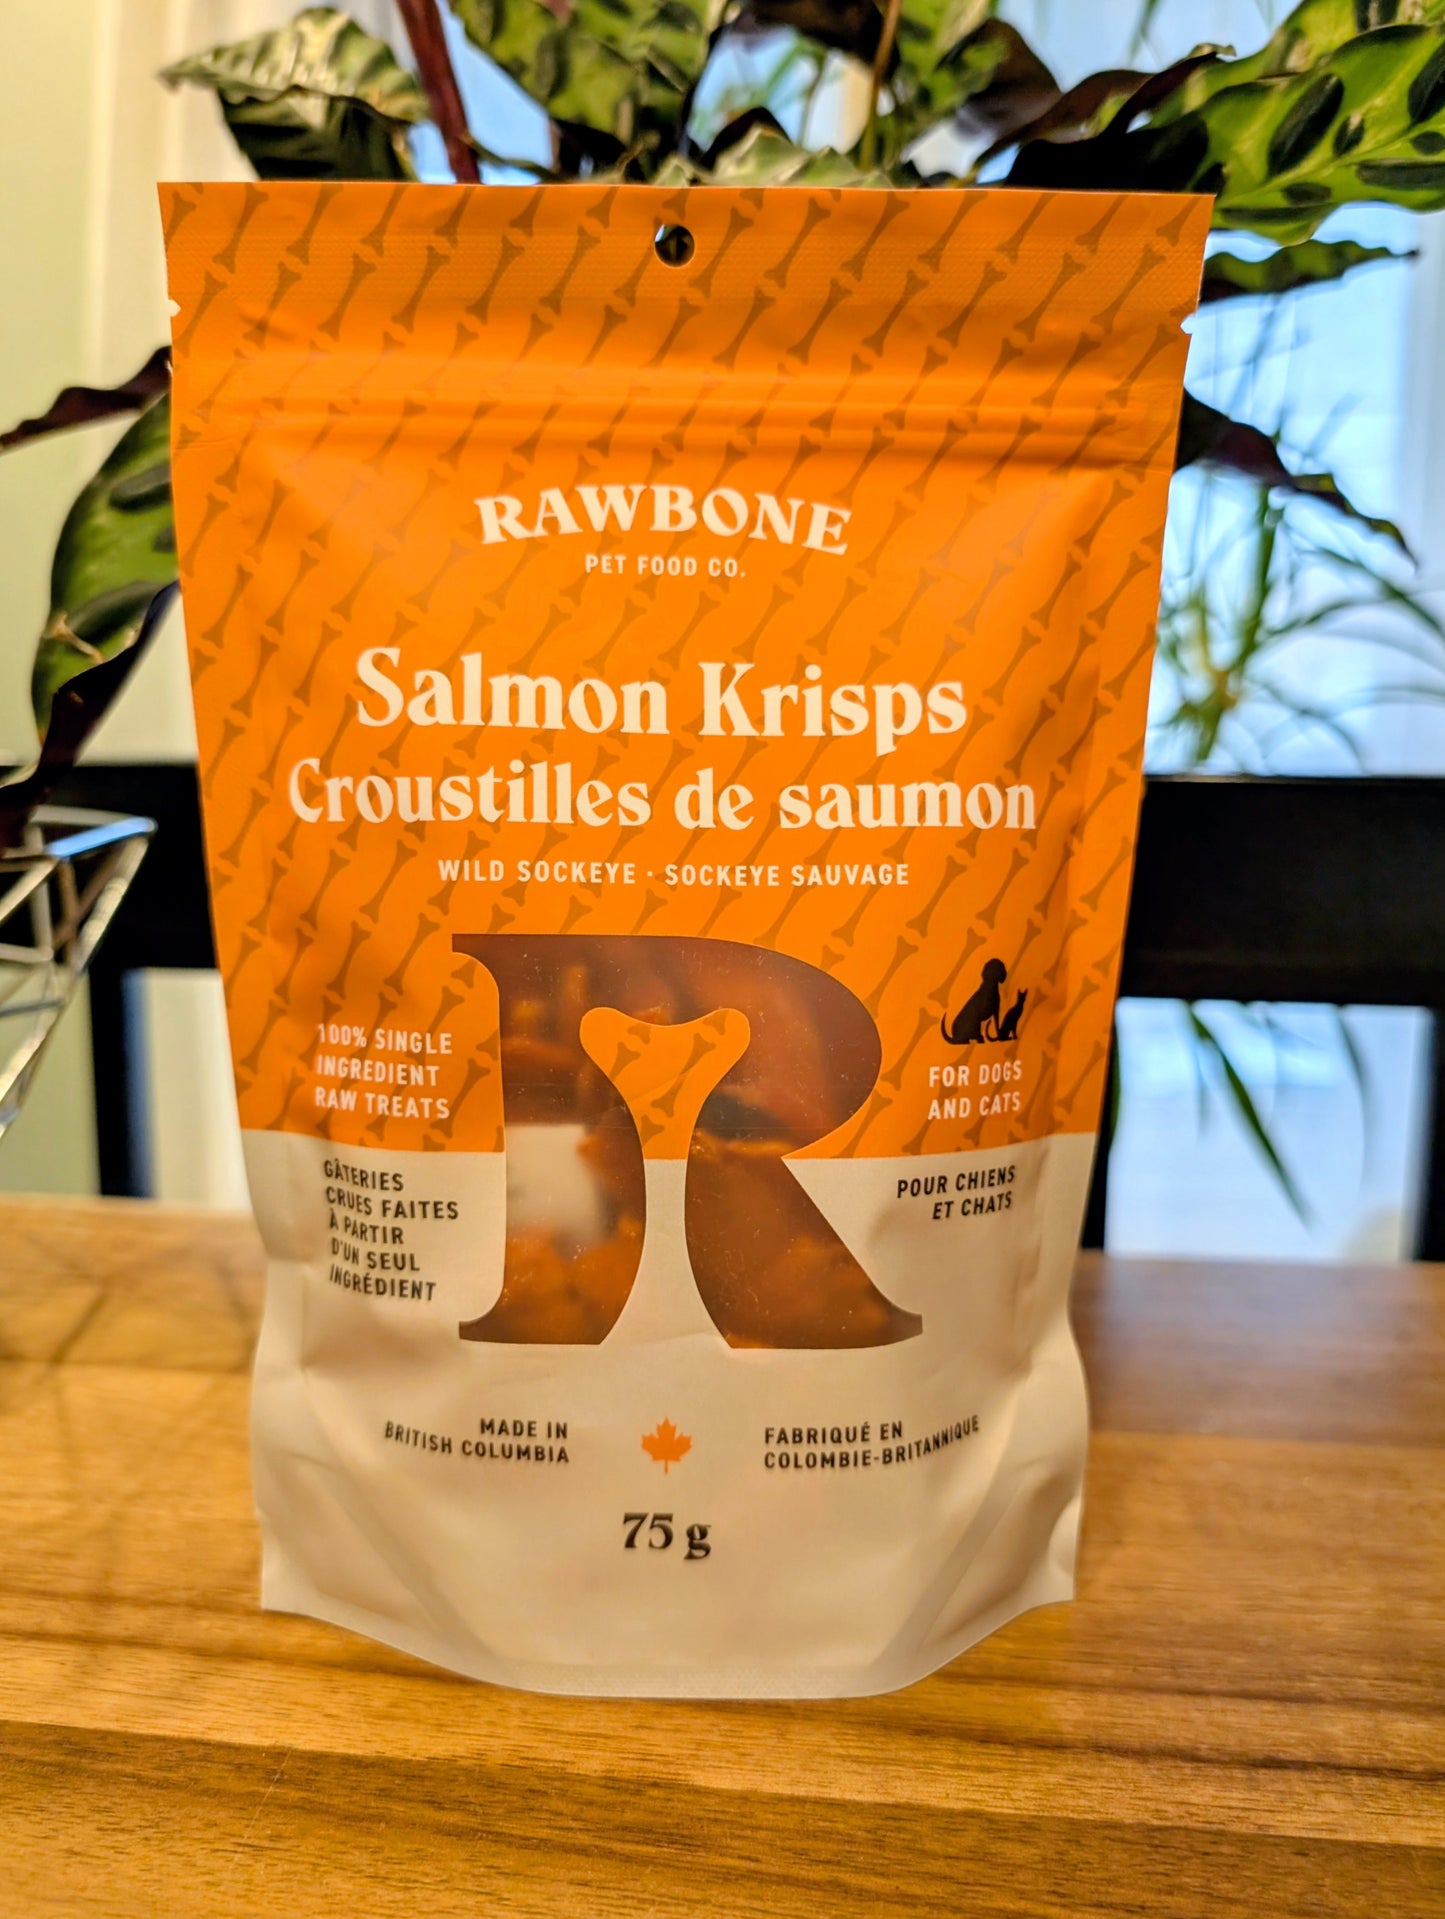 RAWBONE
PET FOOD CO.
Salmon Krisps
Croustilles de saumon
WILD SOCKEYE · SOCKEYE SAUVAGE
100% SINGLE
INGREDIENT
RAW TREATS
GÂTERIES
CRUES FAITES
À PARTIR
D'UN SEUL
INGRÉDIENT
FOR DOGS
AND CATS
POUR CHIENS
ET CHATS
MADE IN
BRITISH COLUMBIA
FABRIQUÉ EN
COLOMBIE-BRITANNIQUE
75 g